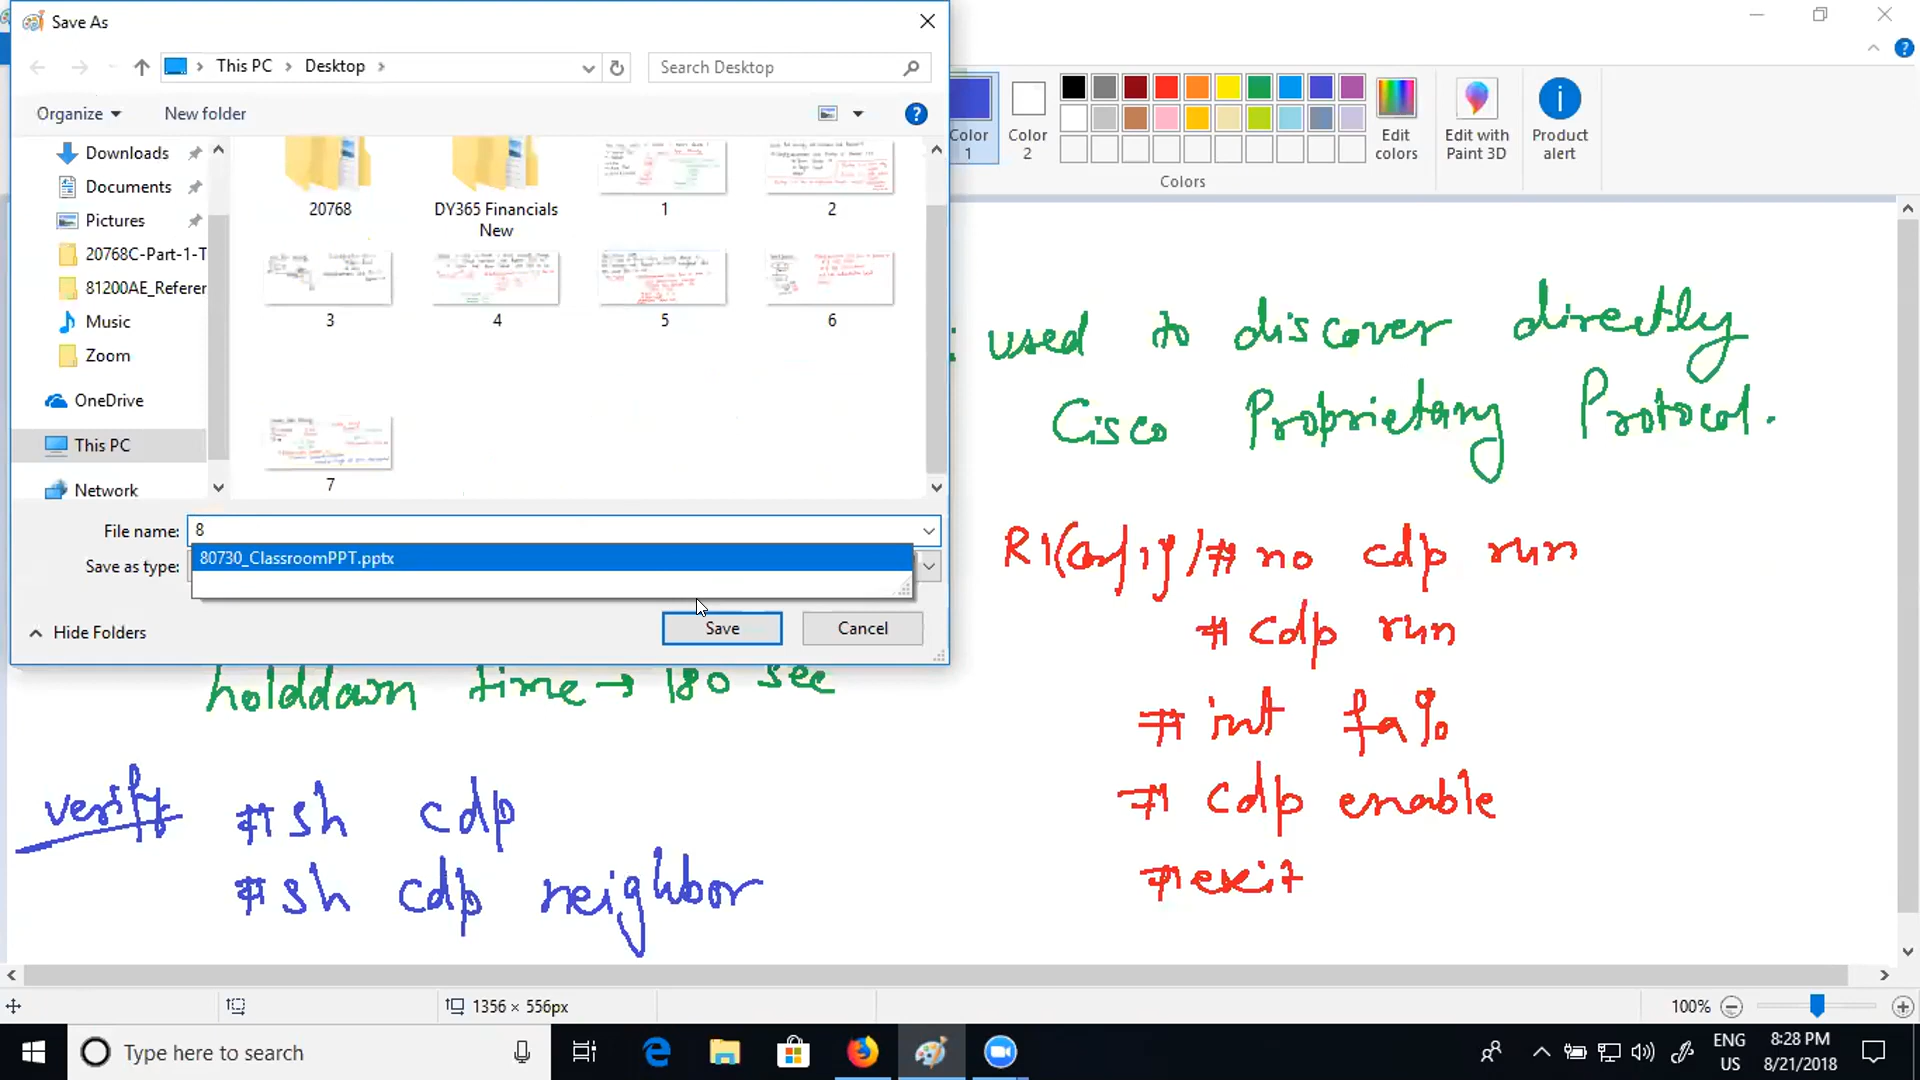 Save As
This PC > Desktop >
Search Desktop
Organize
New folder
Downloads
Documents
Pictures
20768C-Part-1-T
81200AE_Referer
Music
Zoom
OneDrive
This PC
Network
20768
DY365 Financials
New
1
2
3
4
5
6
7
File name: 8
80730_ClassroomPPT.pptx
Save as type:
Hide Folders
Save
Cancel
Color
1
Color
2
Edit
colors
Edit with
Paint 3D
Product
alert
Colors
: used to discover directly
Cisco Proprietary Protocol.
R1(Config)# no cdp run
# cdp run
# int fa0/0
# cdp enable
# exit
holddown time → 180 sec
verify #sh cdp
#sh cdp neighbor
1356 × 556px
100%
Type here to search
ENG
US
8:28 PM
8/21/2018